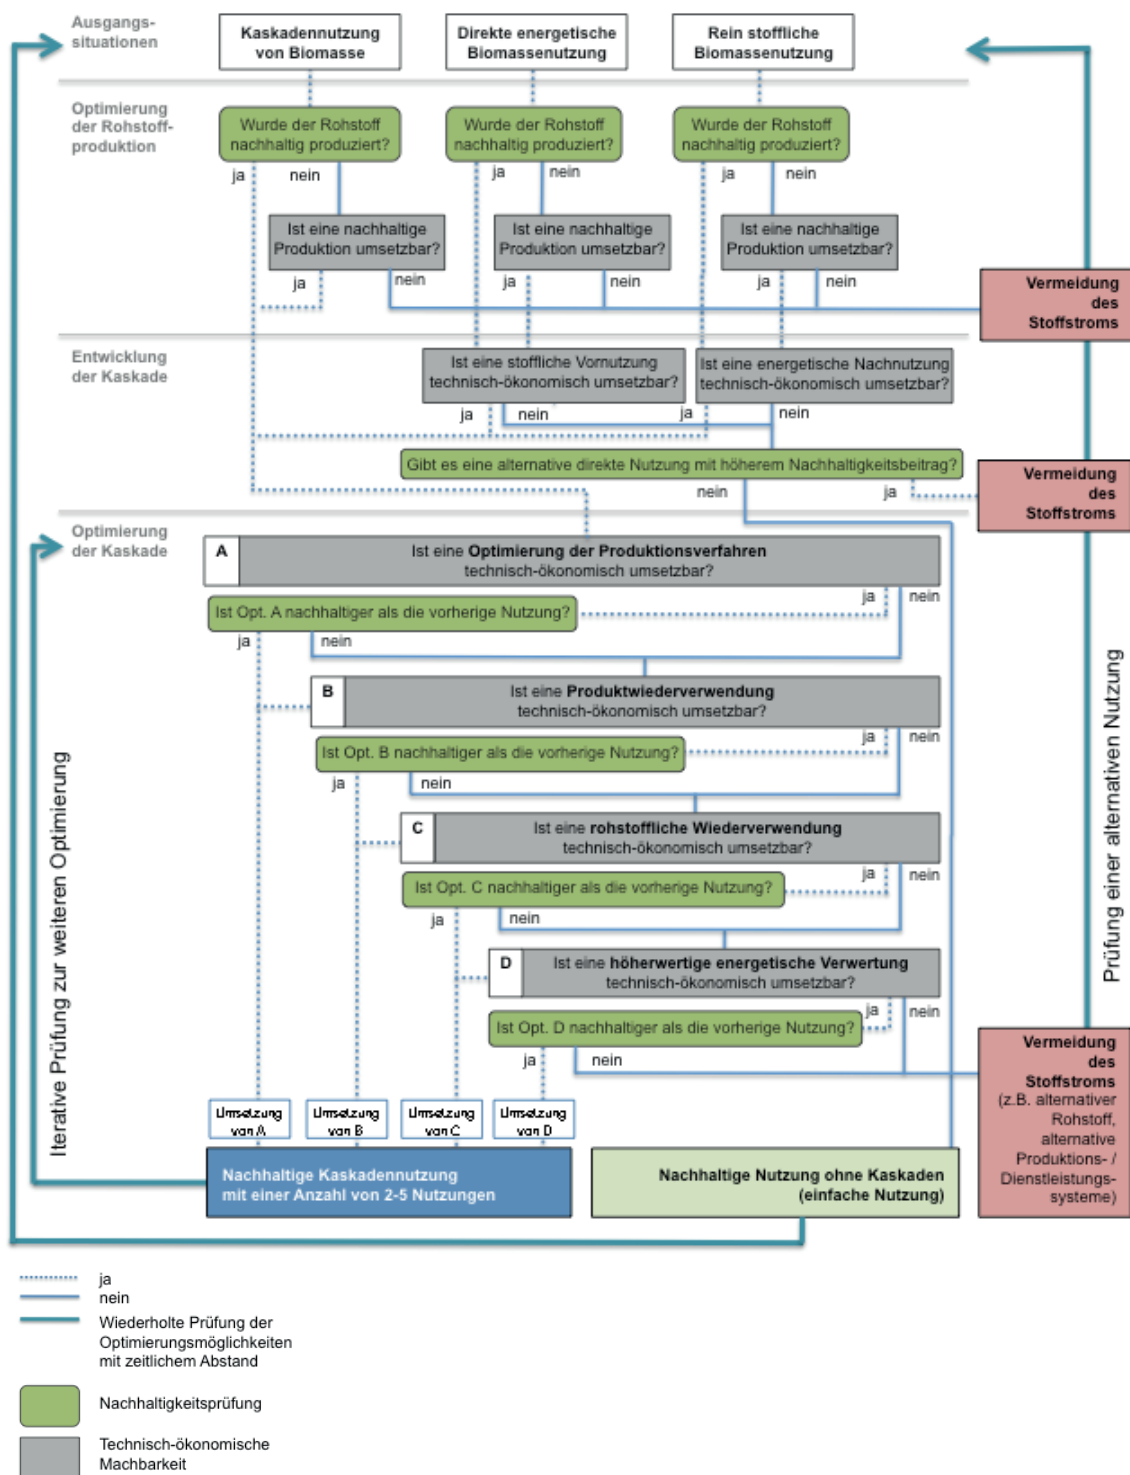 Ausgangs-
situationen
Kaskadennutzung
von Biomasse
Direkte energetische
Biomassenutzung
Rein stoffliche
Biomassenutzung
Optimierung
der Rohstoff-
produktion
Wurde der Rohstoff
nachhaltig produziert?
Wurde der Rohstoff
nachhaltig produziert?
Wurde der Rohstoff
nachhaltig produziert?
ja
nein
ja
nein
ja
nein
Ist eine nachhaltige
Produktion umsetzbar?
Ist eine nachhaltige
Produktion umsetzbar?
Ist eine nachhaltige
Produktion umsetzbar?
ja
nein
ja
nein
ja
nein
Vermeidung
des
Stoffstroms
Entwicklung
der Kaskade
Ist eine stoffliche Vornutzung
technisch-ökonomisch umsetzbar?
Ist eine energetische Nachnutzung
technisch-ökonomisch umsetzbar?
ja
nein
ja
nein
Gibt es eine alternative direkte Nutzung mit höherem Nachhaltigkeitsbeitrag?
nein
ja
Vermeidung
des
Stoffstroms
Optimierung
der Kaskade
A
Ist eine Optimierung der Produktionsverfahren
technisch-ökonomisch umsetzbar?
ja
nein
Ist Opt. A nachhaltiger als die vorherige Nutzung?
ja
nein
B
Ist eine Produktwiederverwendung
technisch-ökonomisch umsetzbar?
ja
nein
Ist Opt. B nachhaltiger als die vorherige Nutzung?
ja
nein
C
Ist eine rohstoffliche Wiederverwendung
technisch-ökonomisch umsetzbar?
ja
nein
Ist Opt. C nachhaltiger als die vorherige Nutzung?
ja
nein
D
Ist eine höherwertige energetische Verwertung
technisch-ökonomisch umsetzbar?
ja
nein
Ist Opt. D nachhaltiger als die vorherige Nutzung?
ja
nein
Iterative Prüfung zur weiteren Optimierung
Prüfung einer alternativen Nutzung
Vermeidung
des
Stoffstroms
(z.B. alternativer
Rohstoff,
alternative
Produktions- /
Dienstleistungs-
systeme)
Umsetzung
von A
Umsetzung
von B
Umsetzung
von C
Umsetzung
von D
Nachhaltige Kaskadennutzung
mit einer Anzahl von 2-5 Nutzungen
Nachhaltige Nutzung ohne Kaskaden
(einfache Nutzung)
ja
nein
Wiederholte Prüfung der
Optimierungsmöglichkeiten
mit zeitlichem Abstand
Nachhaltigkeitsprüfung
Technisch-ökonomische
Machbarkeit